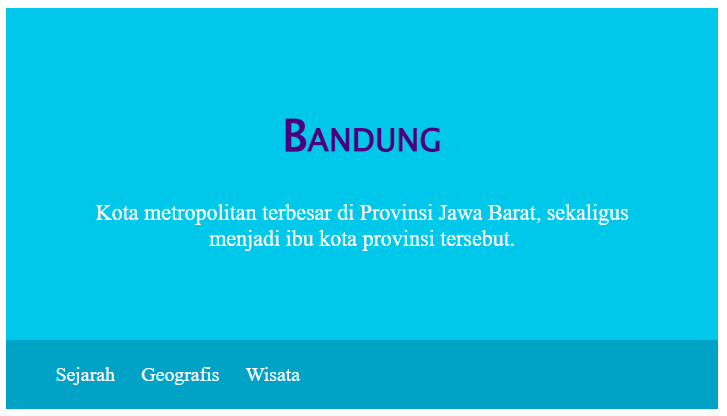 Bandung
Kota metropolitan terbesar di Provinsi Jawa Barat, sekaligus
menjadi ibu kota provinsi tersebut.
Sejarah Geografis Wisata